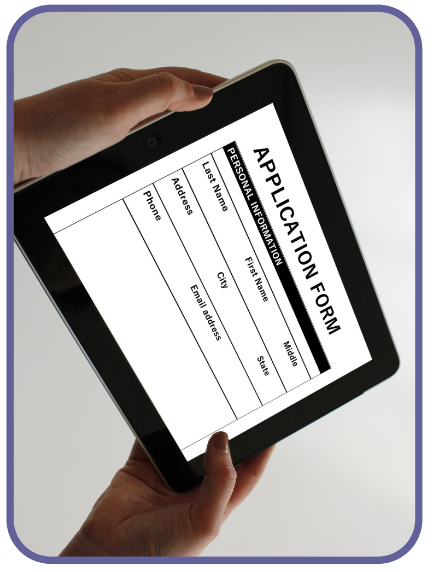 APPLICATION FORM
PERSONAL INFORMATION
Last Name First Name Middle
Address City State
Phone Email address